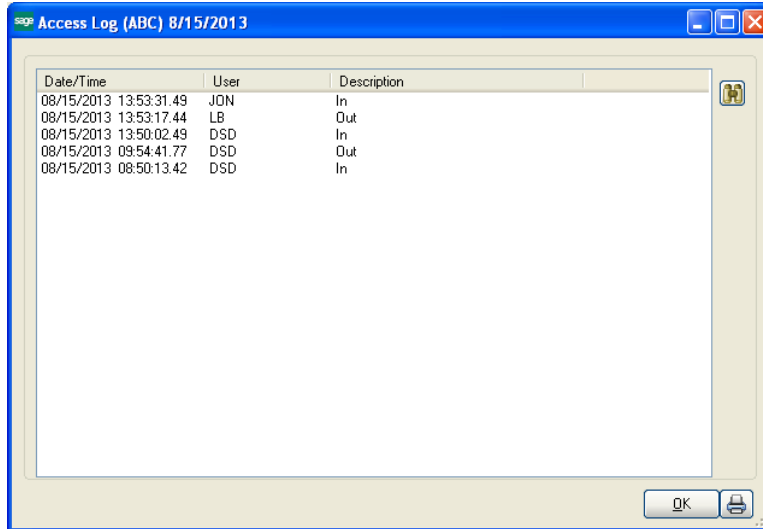 sage Access Log (ABC) 8/15/2013
Date/Time User Description
08/15/2013 13:53:31.49 JON In
08/15/2013 13:53:17.44 LB Out
08/15/2013 13:50:02.49 DSD In
08/15/2013 09:54:41.77 DSD Out
08/15/2013 08:50:13.42 DSD In
OK